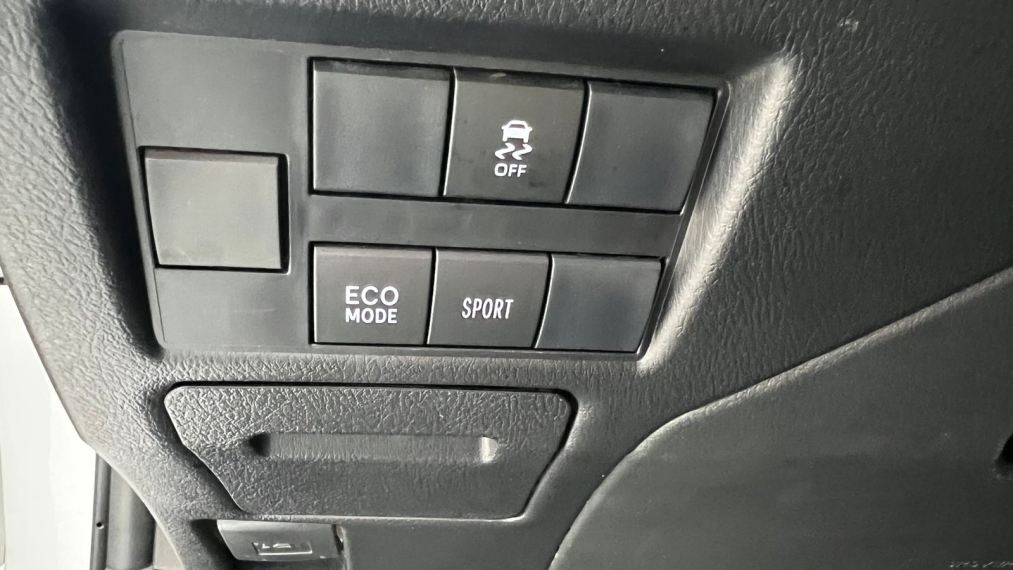 OFF
ECO
MODE
SPORT